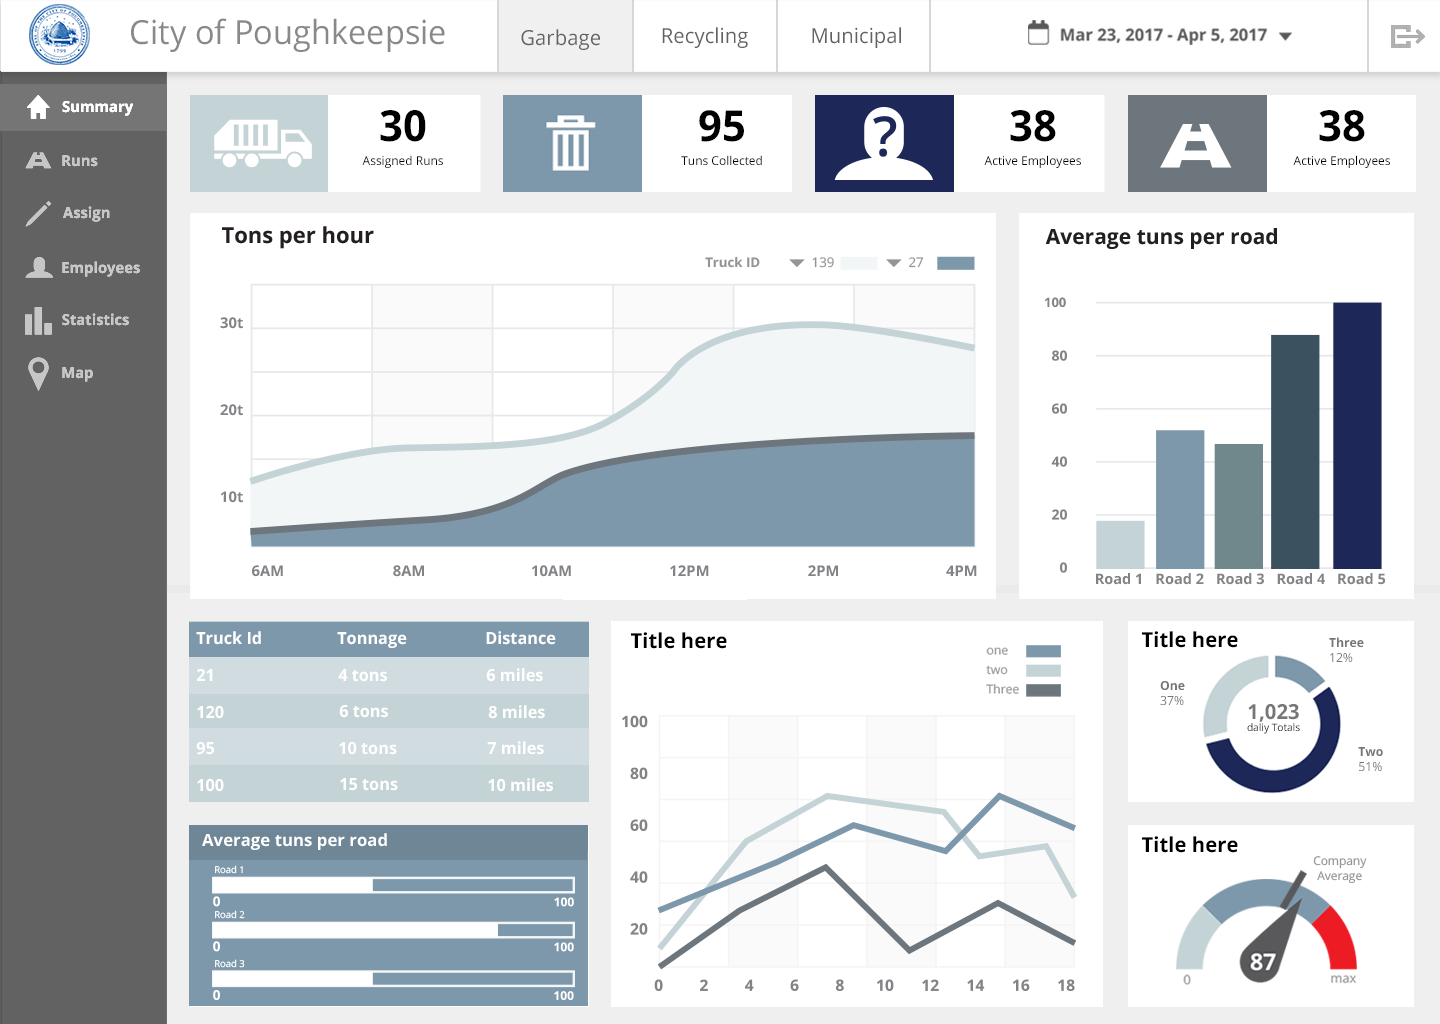 City of Poughkeepsie
Garbage
Recycling
Municipal
Mar 23, 2017 - Apr 5, 2017
Summary
Runs
Assign
Employees
Statistics
Map
30
Assigned Runs
95
Tuns Collected
?
38
Active Employees
38
Active Employees
Tons per hour
Truck ID 139 27
30t
20t
10t
6AM 8AM 10AM 12PM 2PM 4PM
Average tuns per road
100
80
60
40
20
0
Road 1 Road 2 Road 3 Road 4 Road 5
Truck Id Tonnage Distance
21 4 tons 6 miles
120 6 tons 8 miles
95 10 tons 7 miles
100 15 tons 10 miles
Average tuns per road
Road 1
0 100
Road 2
0 100
Road 3
0 100
Title here
one
two
Three
100
80
60
40
20
0 2 4 6 8 10 12 14 16 18
Title here
Three
12%
One
37%
1,023
daliy Totals
Two
51%
Title here
Company
Average
87
0
max